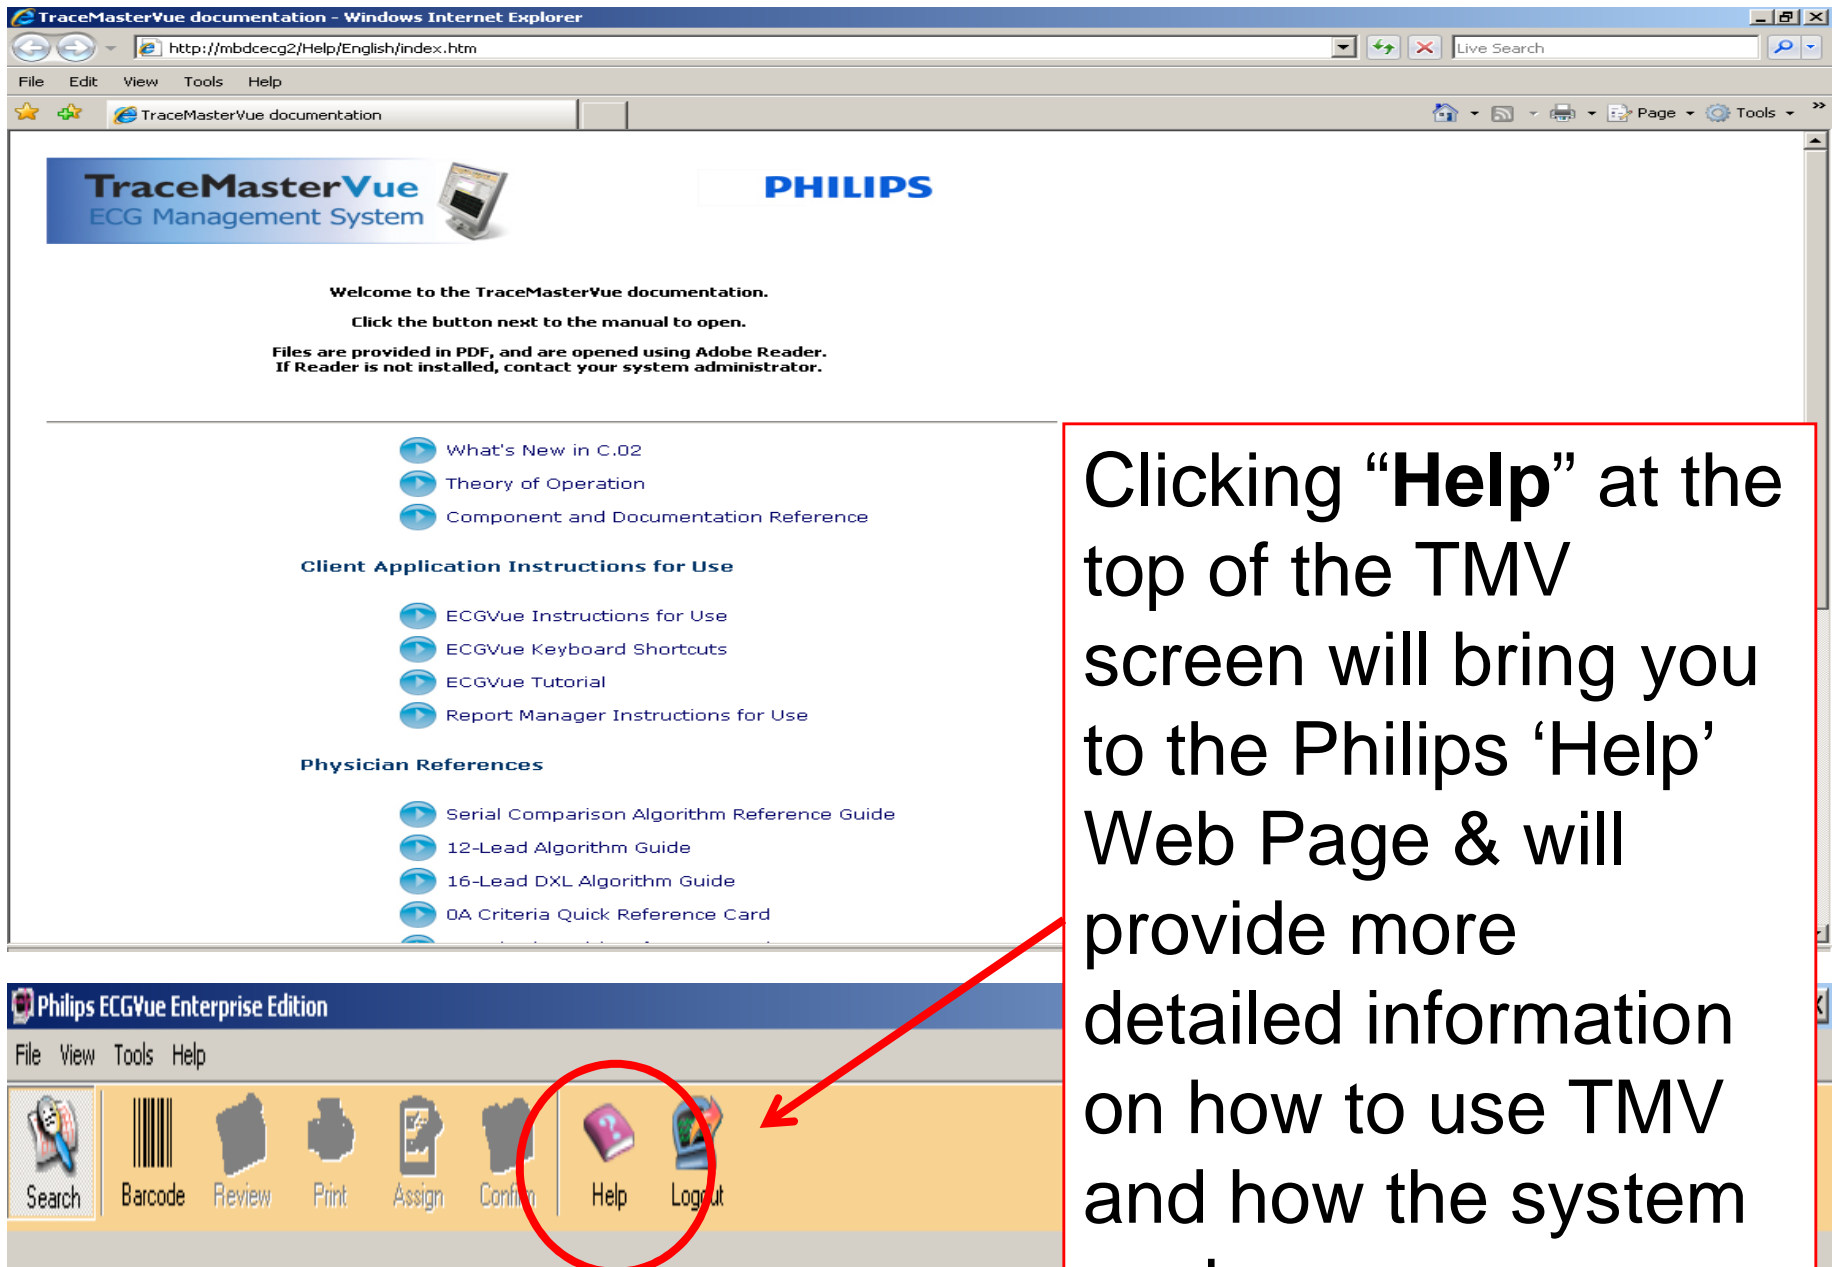 TraceMasterVue documentation - Windows Internet Explorer
http://mbdcecg2/Help/English/index.htm
Live Search
File Edit View Tools Help
TraceMasterVue documentation
Page Tools »
TraceMasterVue
ECG Management System
PHILIPS
Welcome to the TraceMasterVue documentation.
Click the button next to the manual to open.
Files are provided in PDF, and are opened using Adobe Reader.
If Reader is not installed, contact your system administrator.
What's New in C.02
Theory of Operation
Component and Documentation Reference
Client Application Instructions for Use
ECGVue Instructions for Use
ECGVue Keyboard Shortcuts
ECGVue Tutorial
Report Manager Instructions for Use
Physician References
Serial Comparison Algorithm Reference Guide
12-Lead Algorithm Guide
16-Lead DXL Algorithm Guide
0A Criteria Quick Reference Card
Clicking “Help” at the
top of the TMV
screen will bring you
to the Philips ‘Help’
Web Page & will
provide more
detailed information
on how to use TMV
and how the system
Philips ECGVue Enterprise Edition
File View Tools Help
Search Barcode Review Print Assign Confirm Help Logout